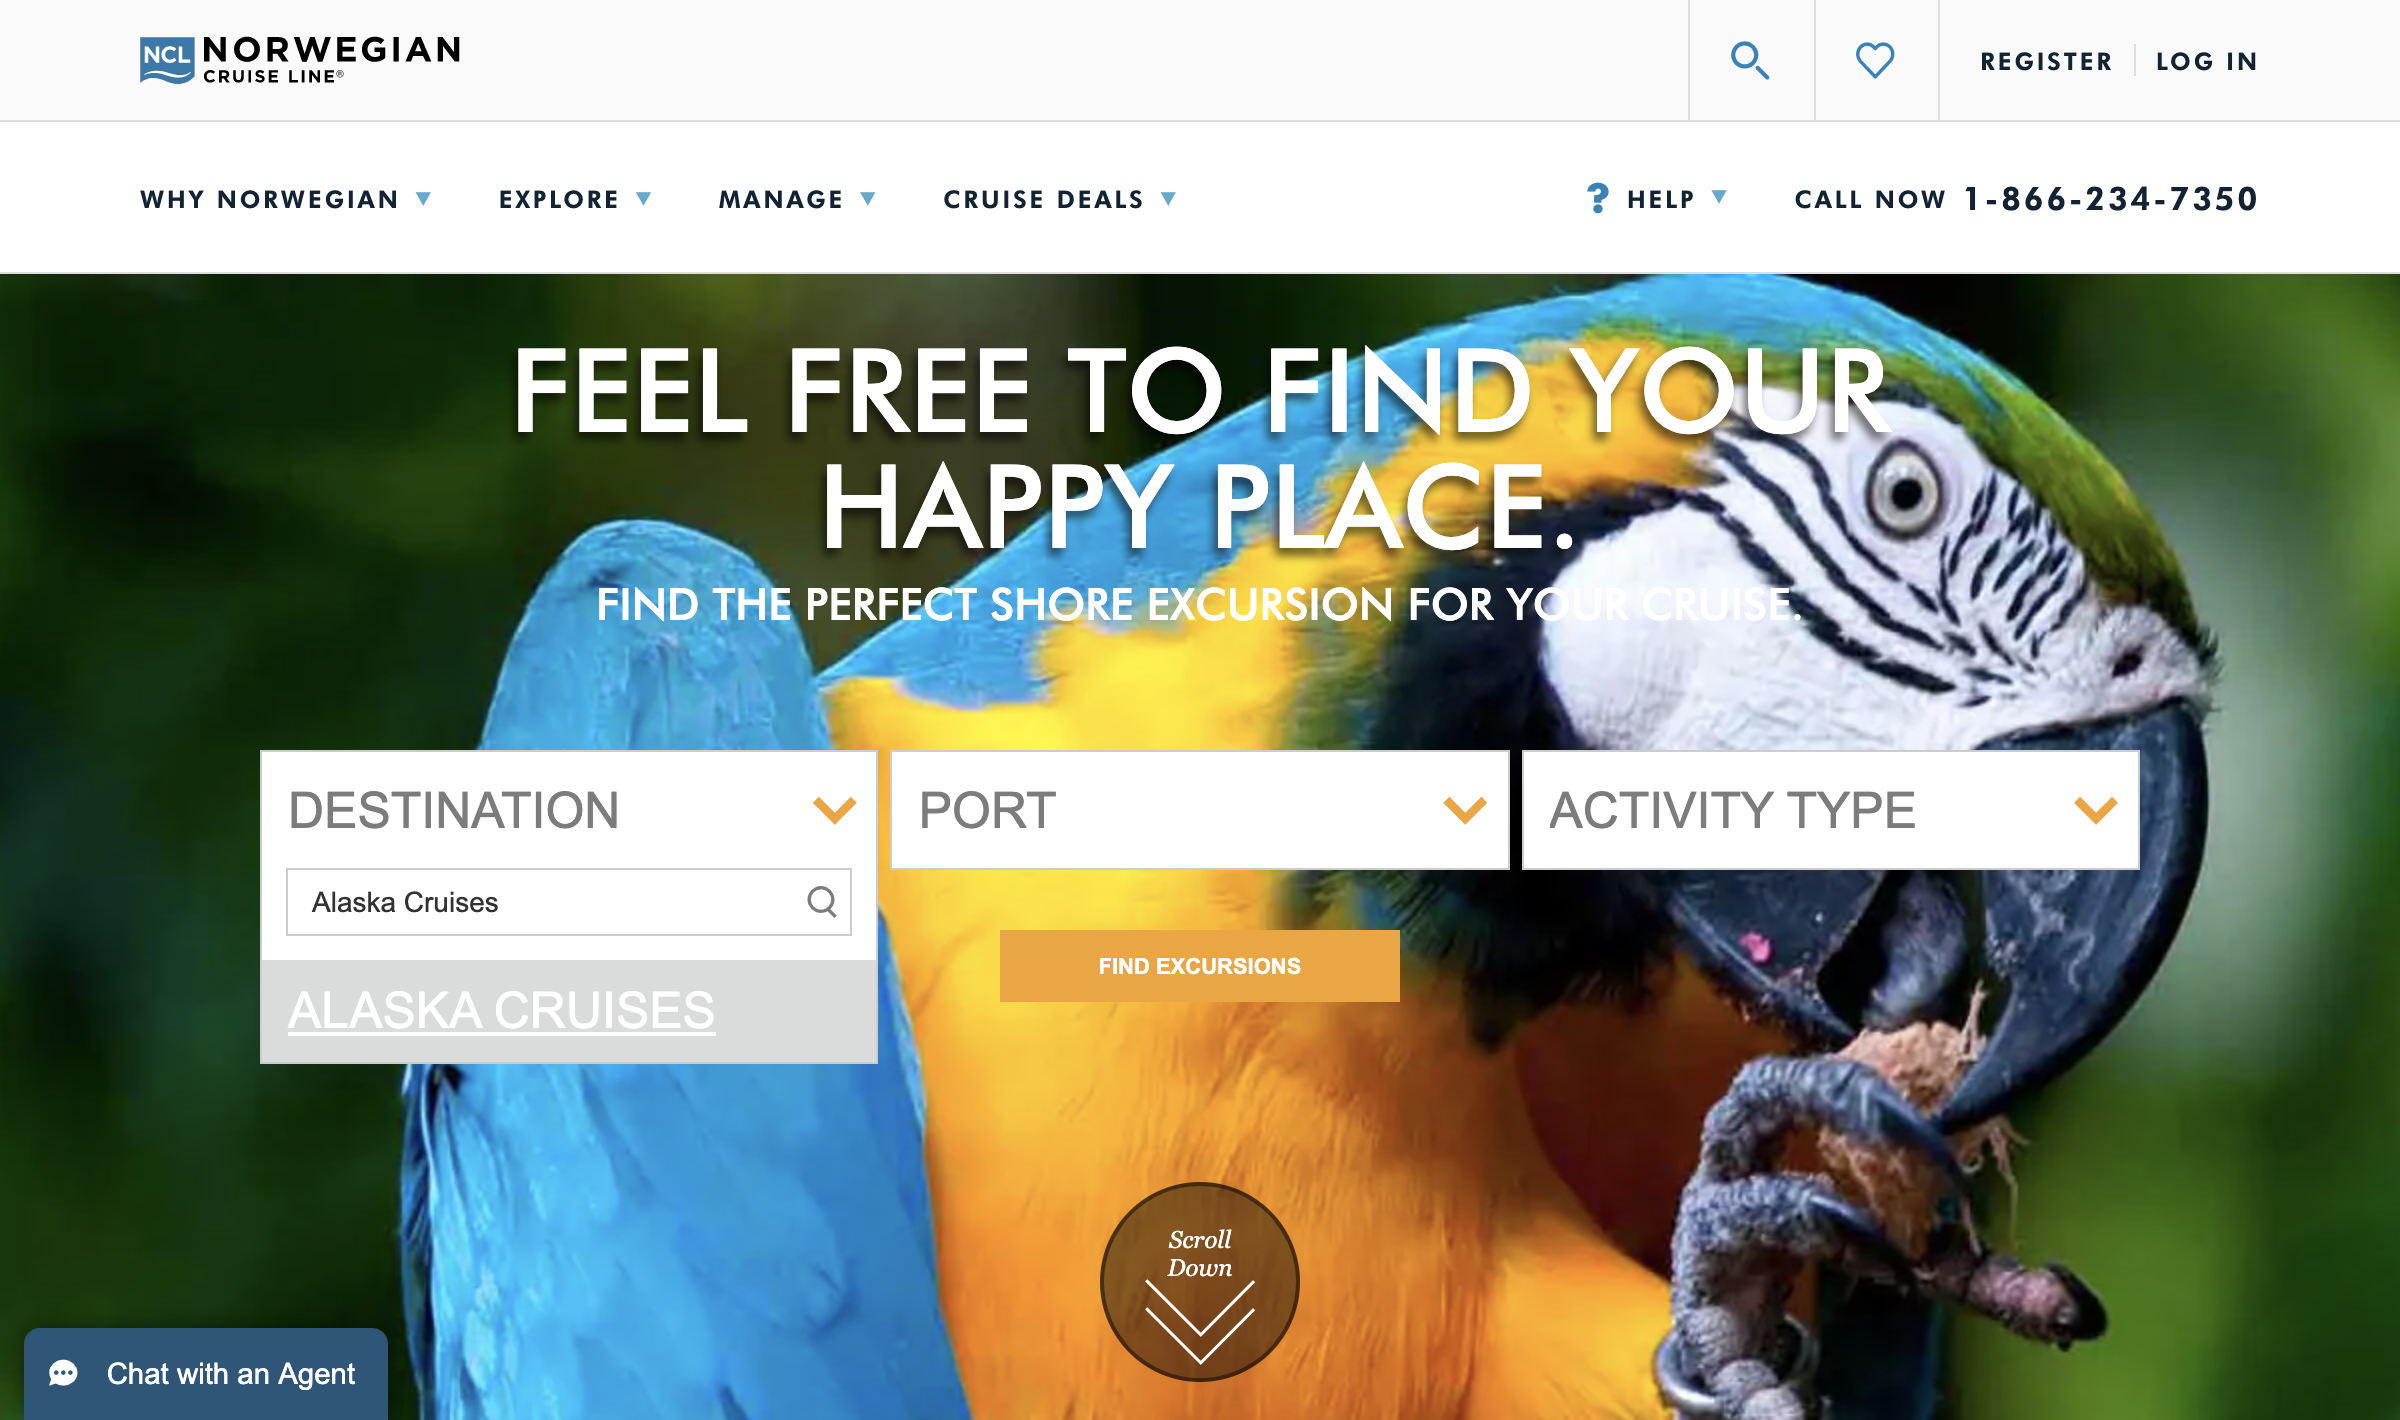 NCL NORWEGIAN
CRUISE LINE®
REGISTER LOG IN
WHY NORWEGIAN EXPLORE MANAGE CRUISE DEALS ? HELP CALL NOW 1-866-234-7350
FEEL FREE TO FIND YOUR
HAPPY PLACE.
FIND THE PERFECT SHORE EXCURSION FOR YOUR CRUISE.
DESTINATION PORT ACTIVITY TYPE
Alaska Cruises
FIND EXCURSIONS
ALASKA CRUISES
Scroll
Down
Chat with an Agent